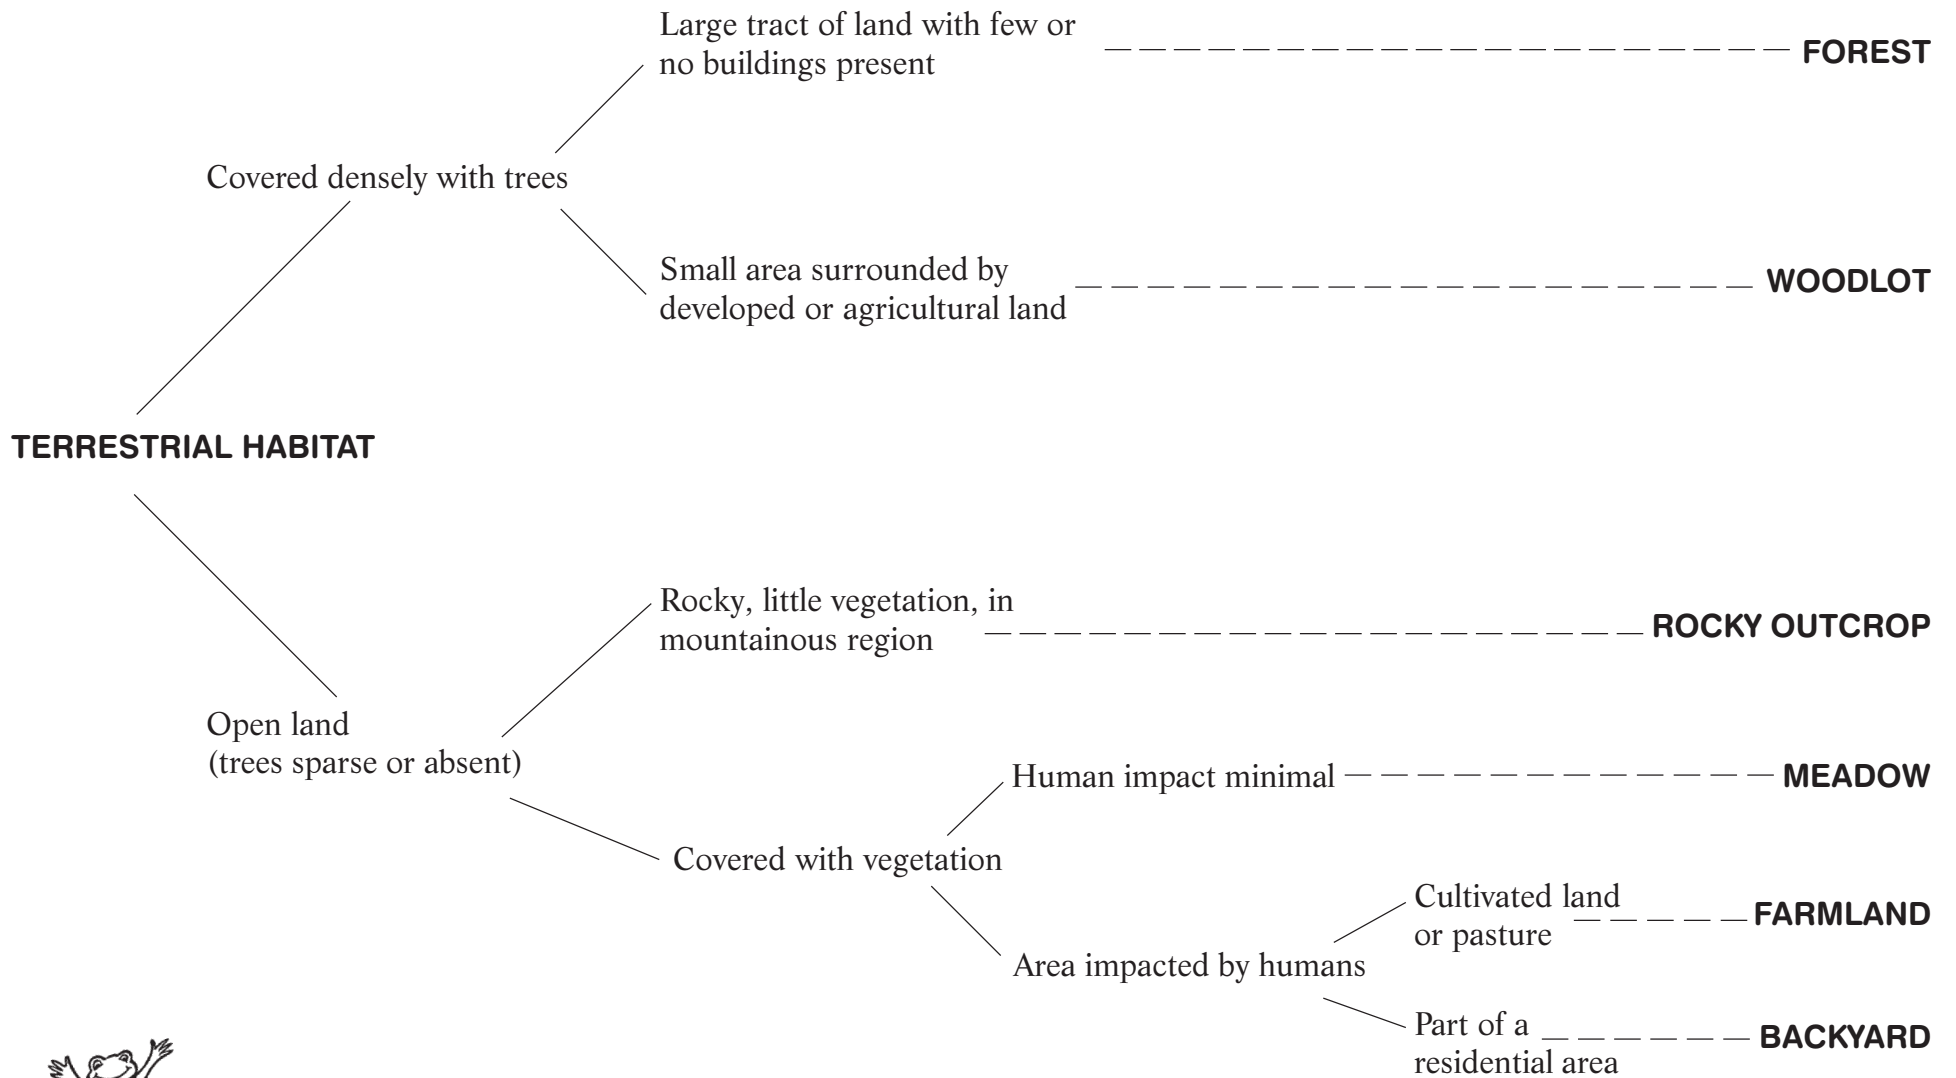 Large tract of land with few or
no buildings present
FOREST
Covered densely with trees
Small area surrounded by
developed or agricultural land
WOODLOT
TERRESTRIAL HABITAT
Rocky, little vegetation, in
mountainous region
ROCKY OUTCROP
Open land
(trees sparse or absent)
Human impact minimal
MEADOW
Covered with vegetation
Cultivated land
or pasture
FARMLAND
Area impacted by humans
Part of a
residential area
BACKYARD